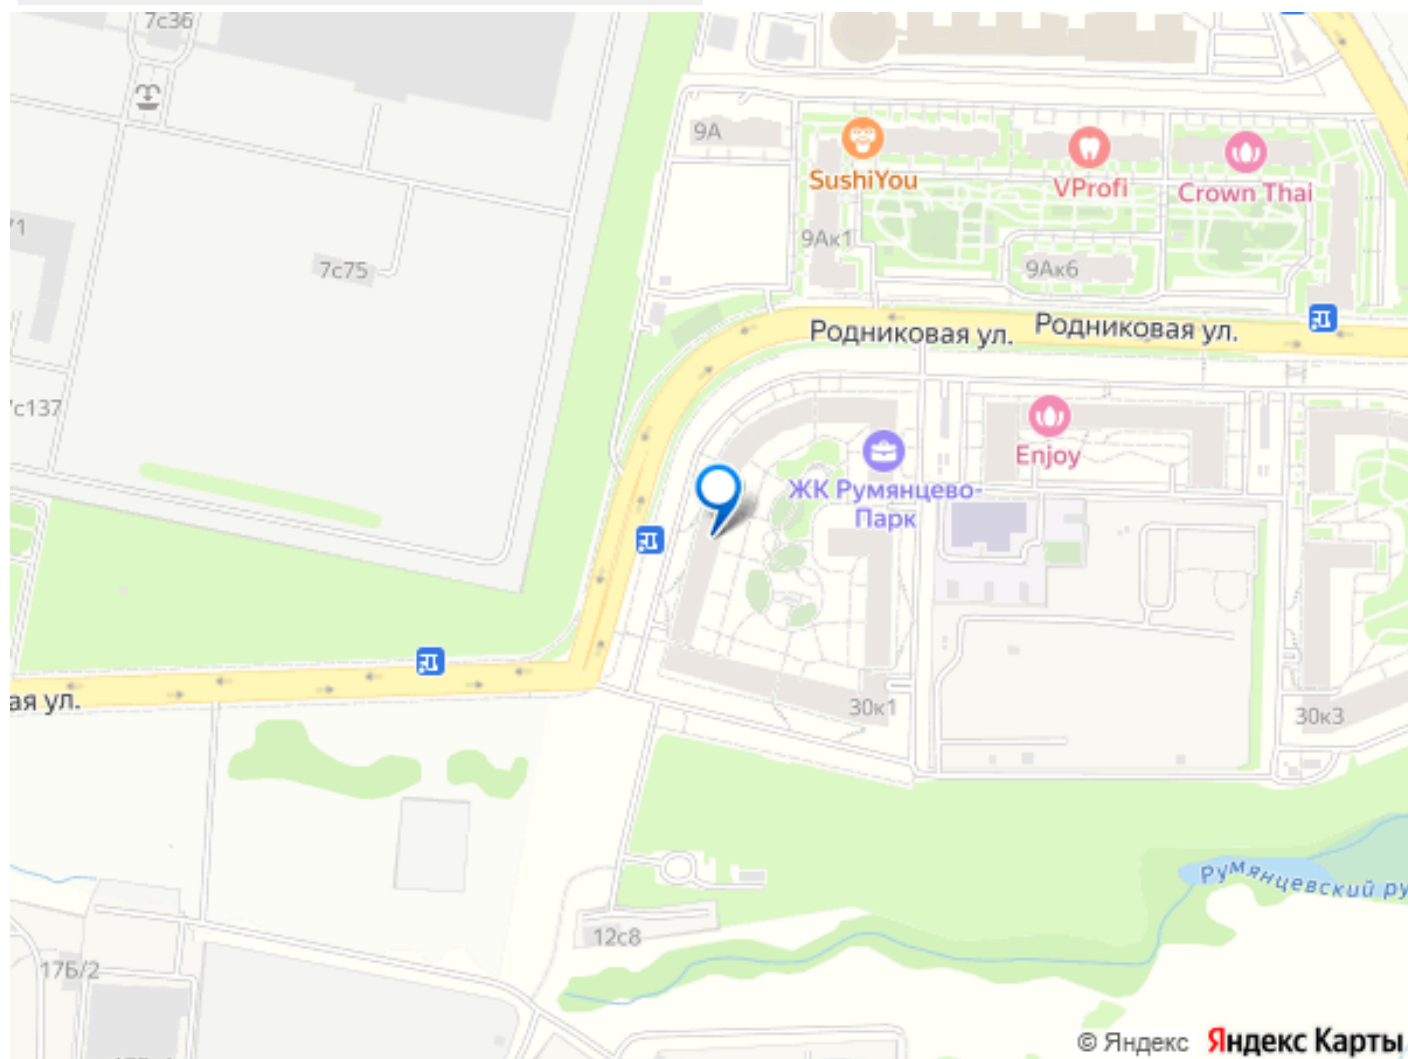 7с36
9А
SushiYou
VProfi
Crown Thai
/1
9Ак1
7с75
9Ак6
Родниковая ул.
Родниковая ул.
7с137
Enjoy
ЖК Румянцево-
Парк
ая ул.
30к1
30к3
Румянцевский ру
12с8
17Б/2
© Яндекс
Яндекс Карты